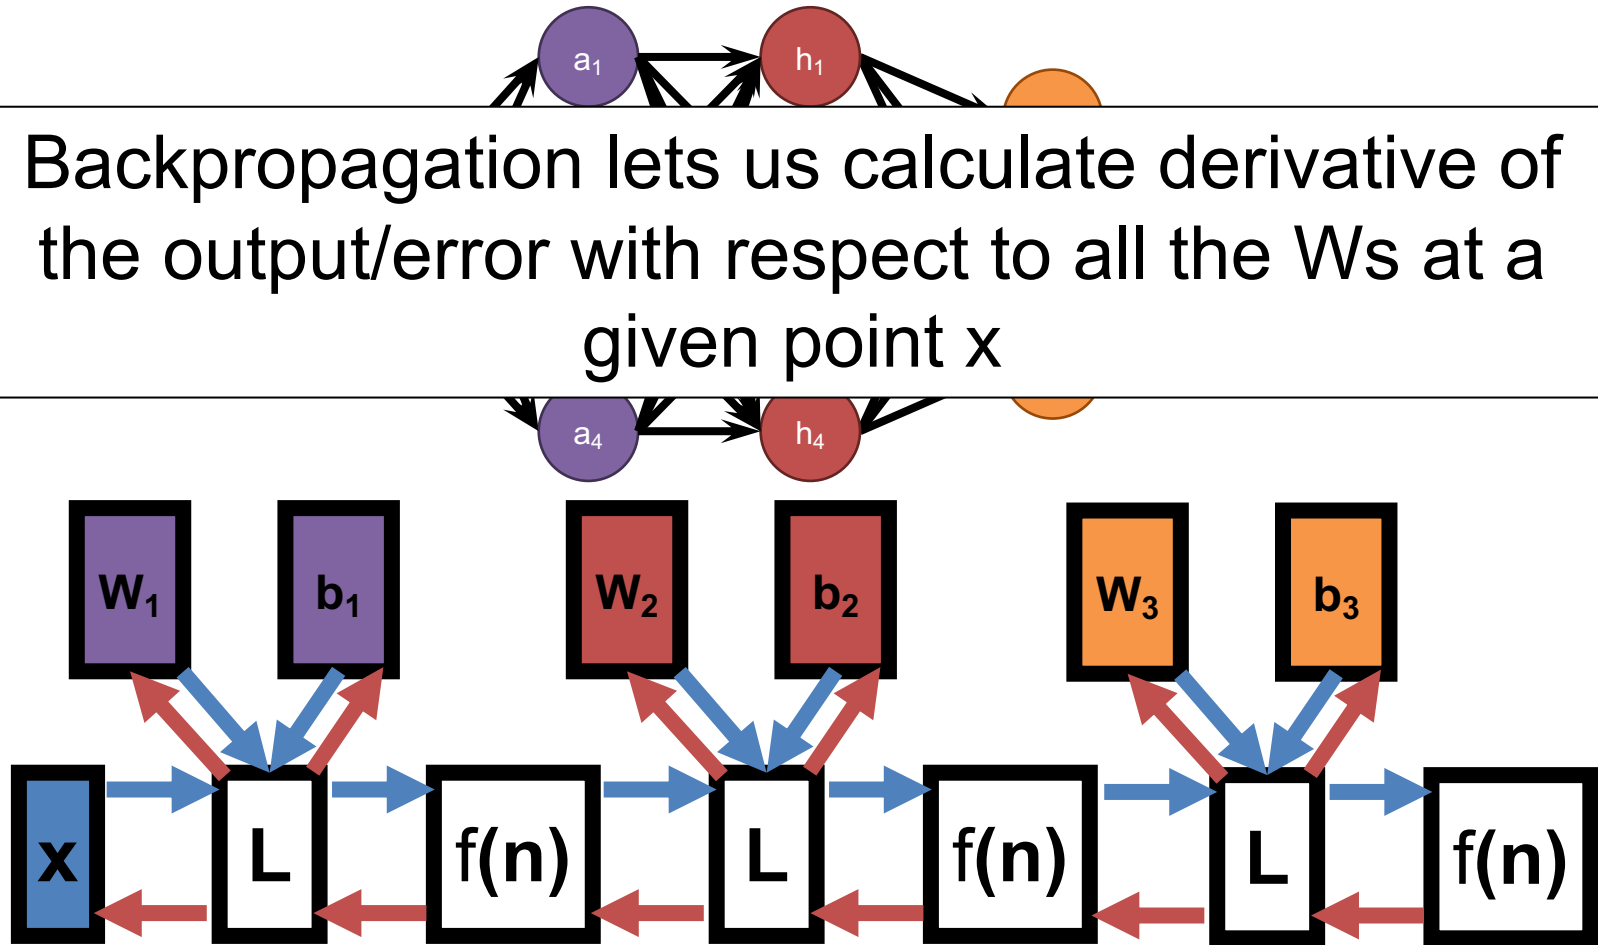 a₁ h₁
Backpropagation lets us calculate derivative of
the output/error with respect to all the Ws at a
given point x
a₄ h₄
W₁ b₁ W₂ b₂ W₃ b₃
x L f(n) L f(n) L f(n)